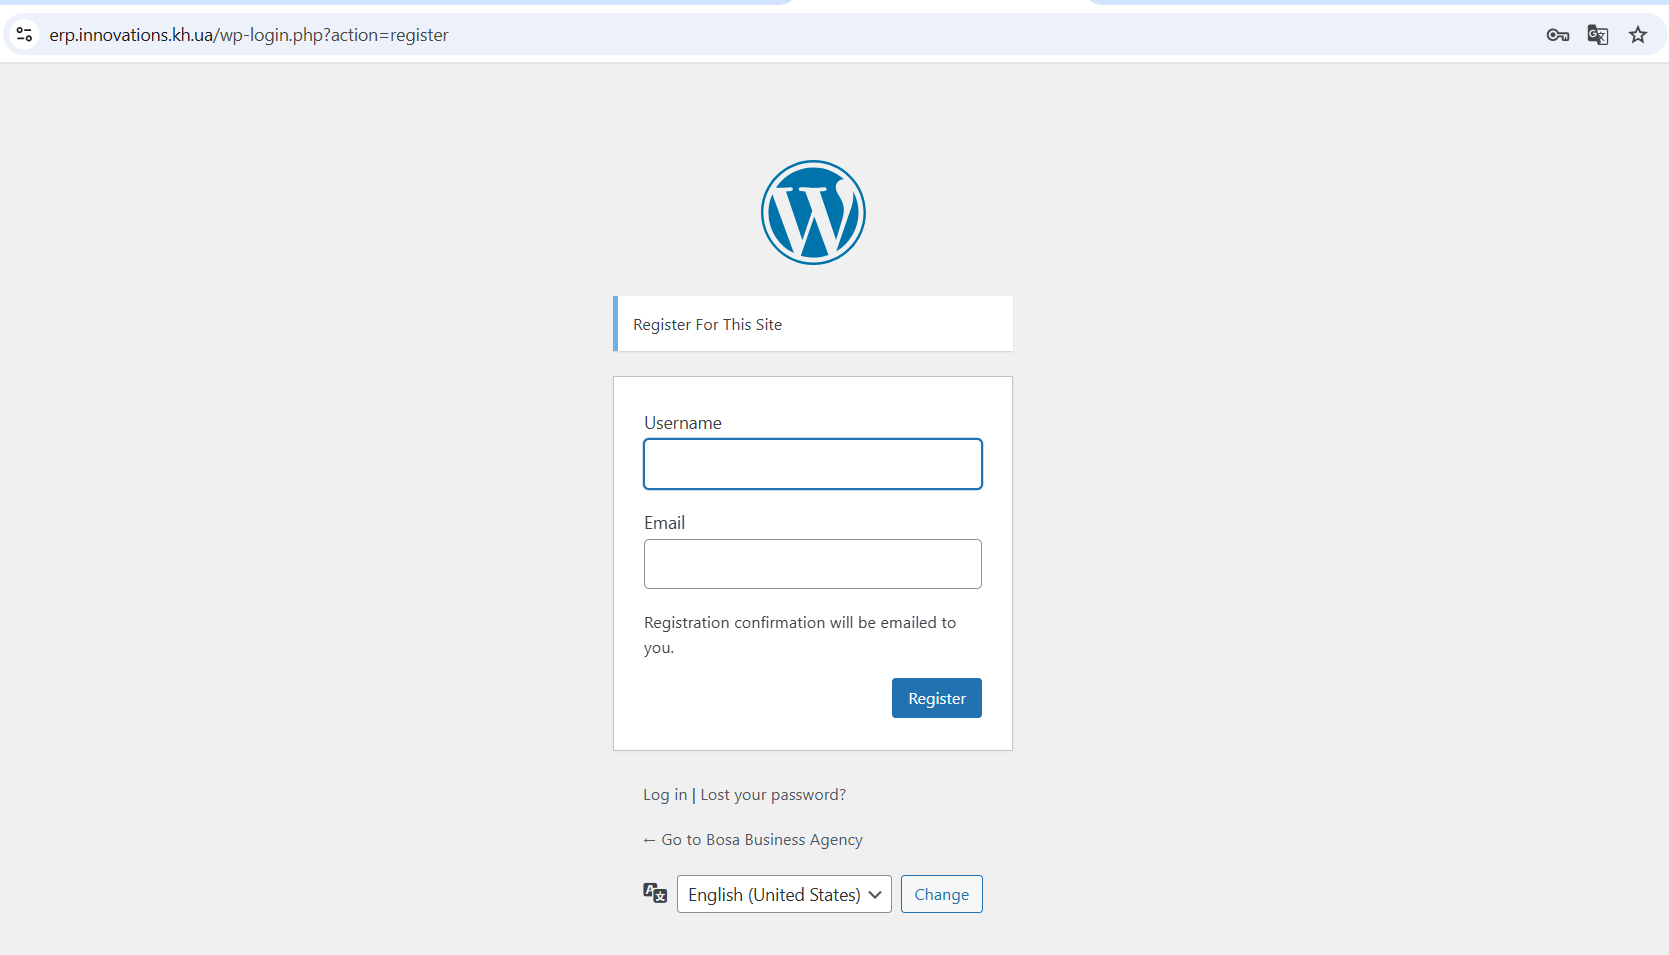 erp.innovations.kh.ua/wp-login.php?action=register
Register For This Site
Username
Email
Registration confirmation will be emailed to
you.
Register
Log in | Lost your password?
← Go to Bosa Business Agency
English (United States)
Change